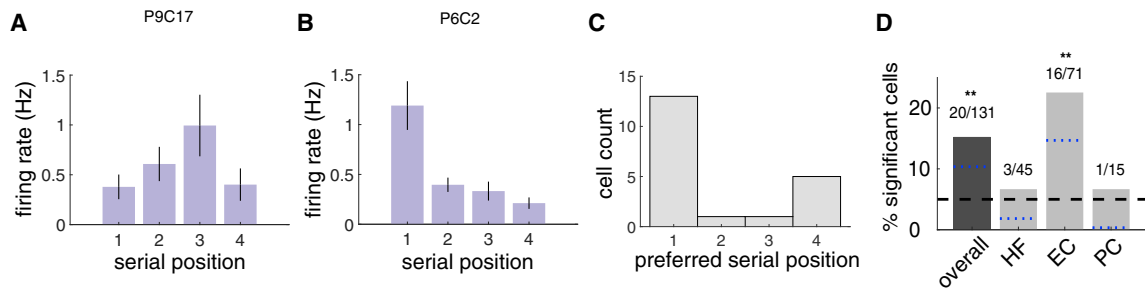 P9C17
P6C2
A
B
C
D
firing rate (Hz)
1.5
1
0.5
0
1 2 3 4
serial position
firing rate (Hz)
1.5
1
0.5
0
1 2 3 4
serial position
cell count
15
10
5
0
1 2 3 4
preferred serial position
% significant cells
20
10
0
**
20/131
3/45
**
16/71
1/15
overall
HF
EC
PC